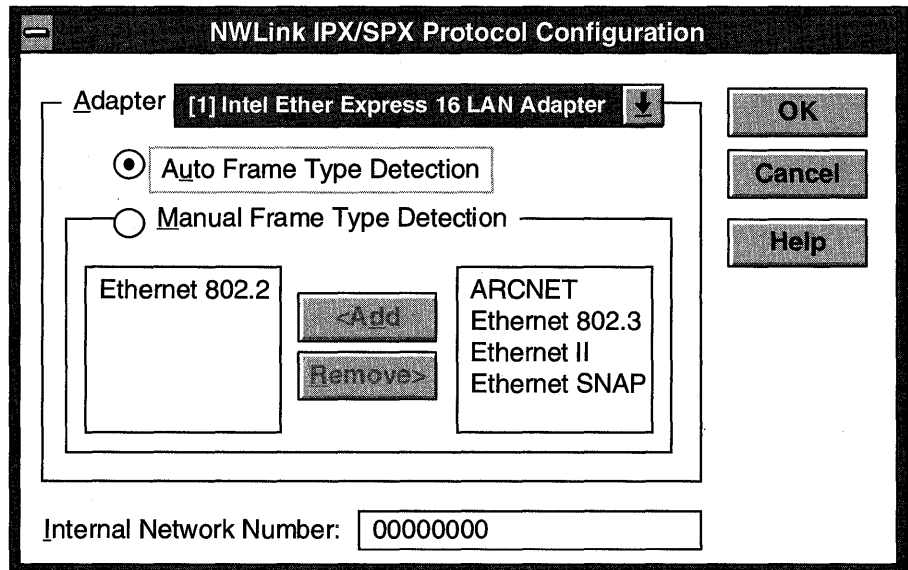 NWLink IPX/SPX Protocol Configuration
Adapter [1] Intel Ether Express 16 LAN Adapter
OK
Auto Frame Type Detection
Cancel
Manual Frame Type Detection
Help
Ethernet 802.2
<Add
Remove>
ARCNET
Ethernet 802.3
Ethernet II
Ethernet SNAP
Internal Network Number: 00000000